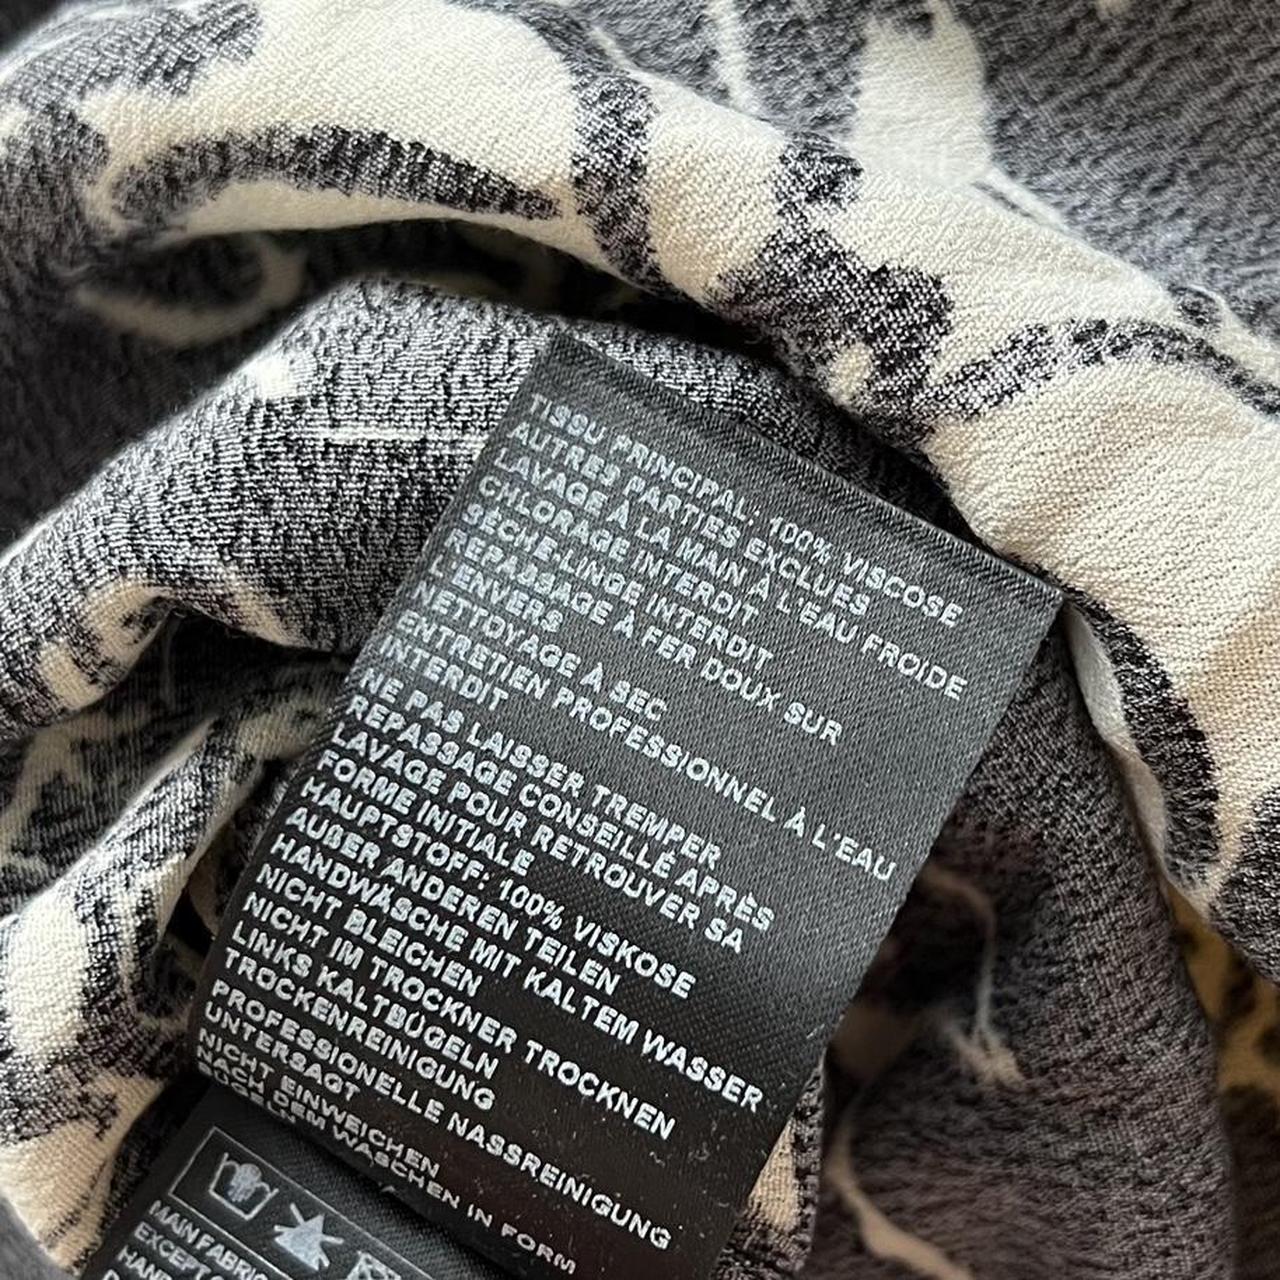 TISSU PRINCIPAL: 100% VISCOSE
AUTRES PARTIES EXCLUES
LAVAGE À LA MAIN À L'EAU FROIDE
CHLORAGE INTERDIT
SÈCHE-LINGE INTERDIT
REPASSAGE À FER DOUX SUR
L'ENVERS
NETTOYAGE À SEC
ENTRETIEN PROFESSIONNEL À L'EAU
INTERDIT
NE PAS LAISSER TREMPER
REPASSAGE CONSEILLÉ APRÈS
LAVAGE POUR RETROUVER SA
FORME INITIALE
HAUPTSTOFF: 100% VISKOSE
AUßER ANDEREN TEILEN
HANDWÄSCHE MIT KALTEM WASSER
NICHT BLEICHEN
NICHT IM TROCKNER TROCKNEN
LINKS KALTBÜGELN
TROCKENREINIGUNG
PROFESSIONELLE NASSREINIGUNG
UNTERSAGT
NICHT EINWEICHEN
NACH DEM WASCHEN IN FORM
MAIN FABRIC
EXCEPT
HAND